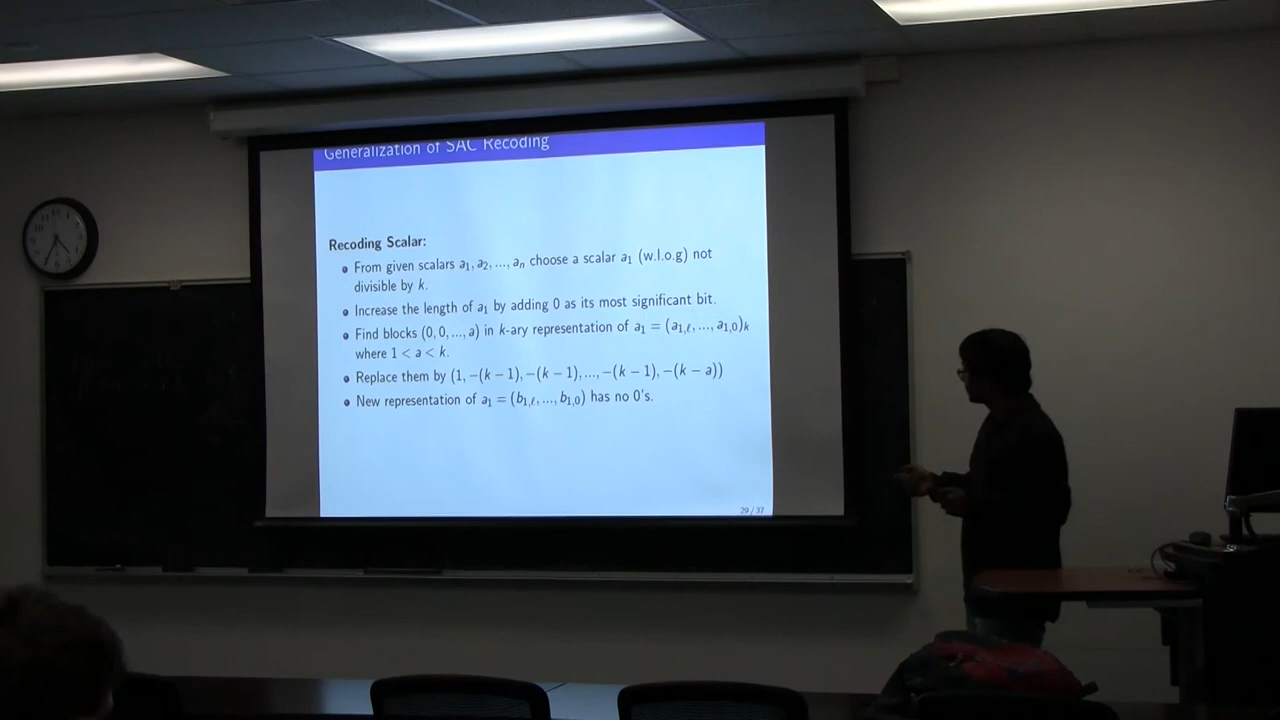 Generalization of SAC Recoding
Recoding Scalar:
• From given scalars a₁, a₂, ..., aₙ choose a scalar a₁ (w.l.o.g) not
divisible by k.
• Increase the length of a₁ by adding 0 as its most significant bit.
• Find blocks (0, 0, ..., a) in k-ary representation of a₁ = (a₁,ℓ, ..., a₁,₀)ₖ
where 1 < a < k.
• Replace them by (1, −(k − 1), −(k − 1), ..., −(k − 1), −(k − a))
• New representation of a₁ = (b₁,ℓ, ..., b₁,₀) has no 0's.
29 / 37